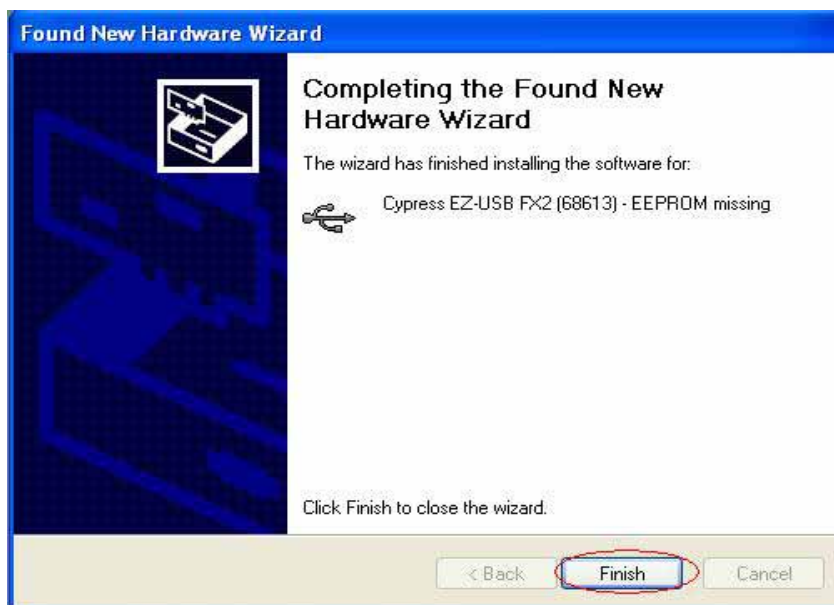 Found New Hardware Wizard
Completing the Found New
Hardware Wizard
The wizard has finished installing the software for:
Cypress EZ-USB FX2 (68613) - EEPROM missing
Click Finish to close the wizard.
< Back
Finish
Cancel